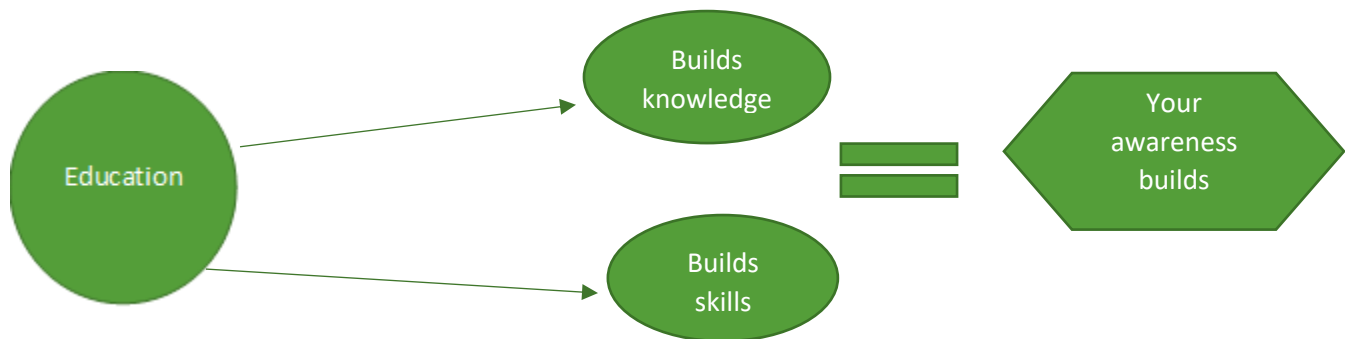 Education
Builds
knowledge
Builds
skills
Your
awareness
builds